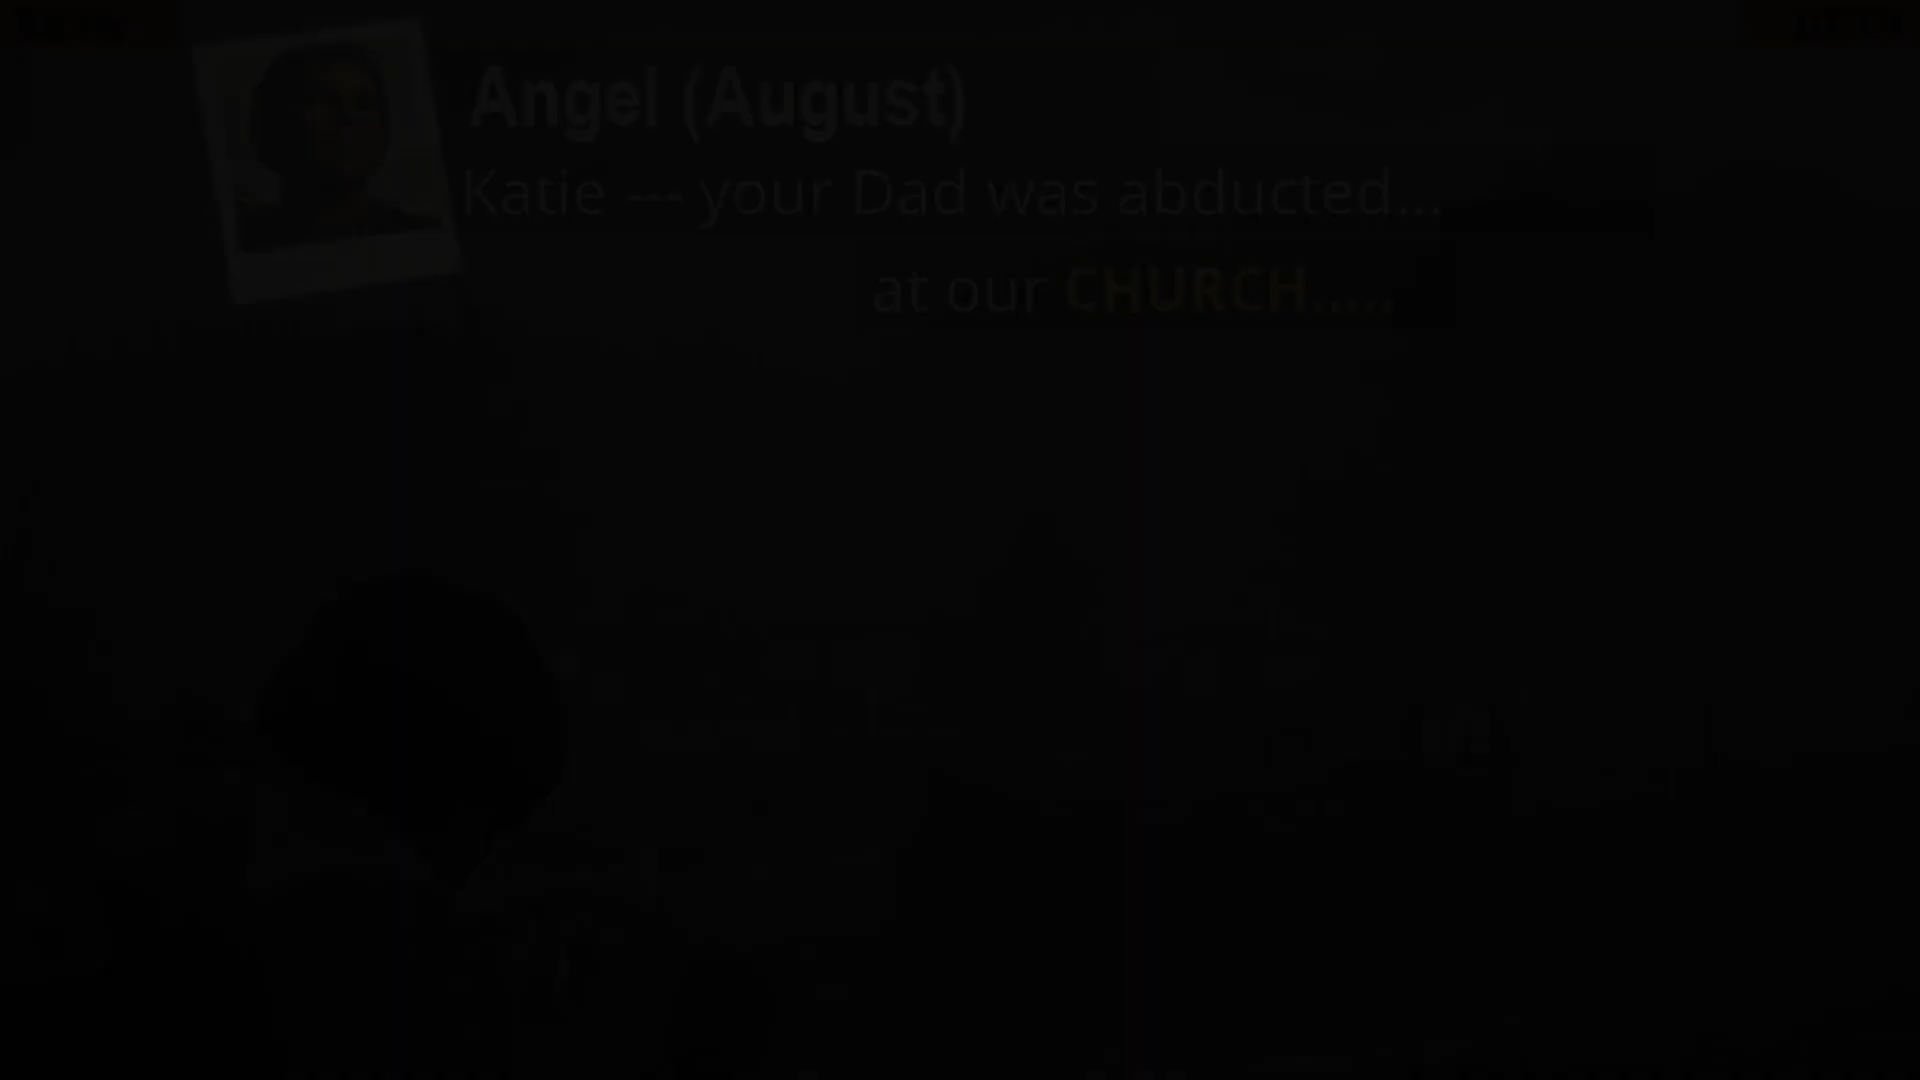 Angel (August)
Katie --- your Dad was abducted...
at our CHURCH.....